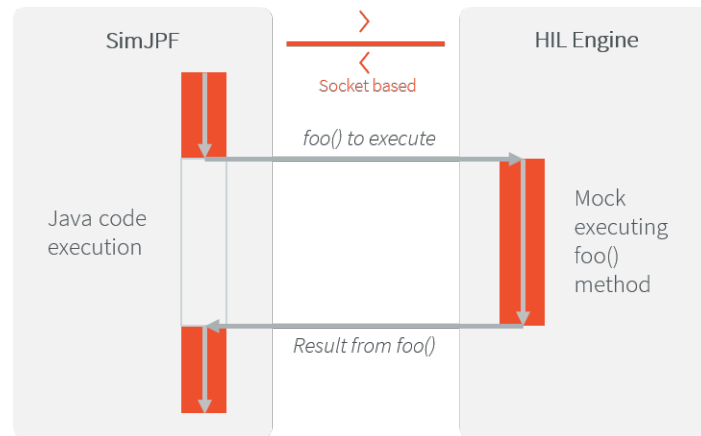 SimJPF
HIL Engine
Socket based
foo() to execute
Java code
execution
Mock
executing
foo()
method
Result from foo()